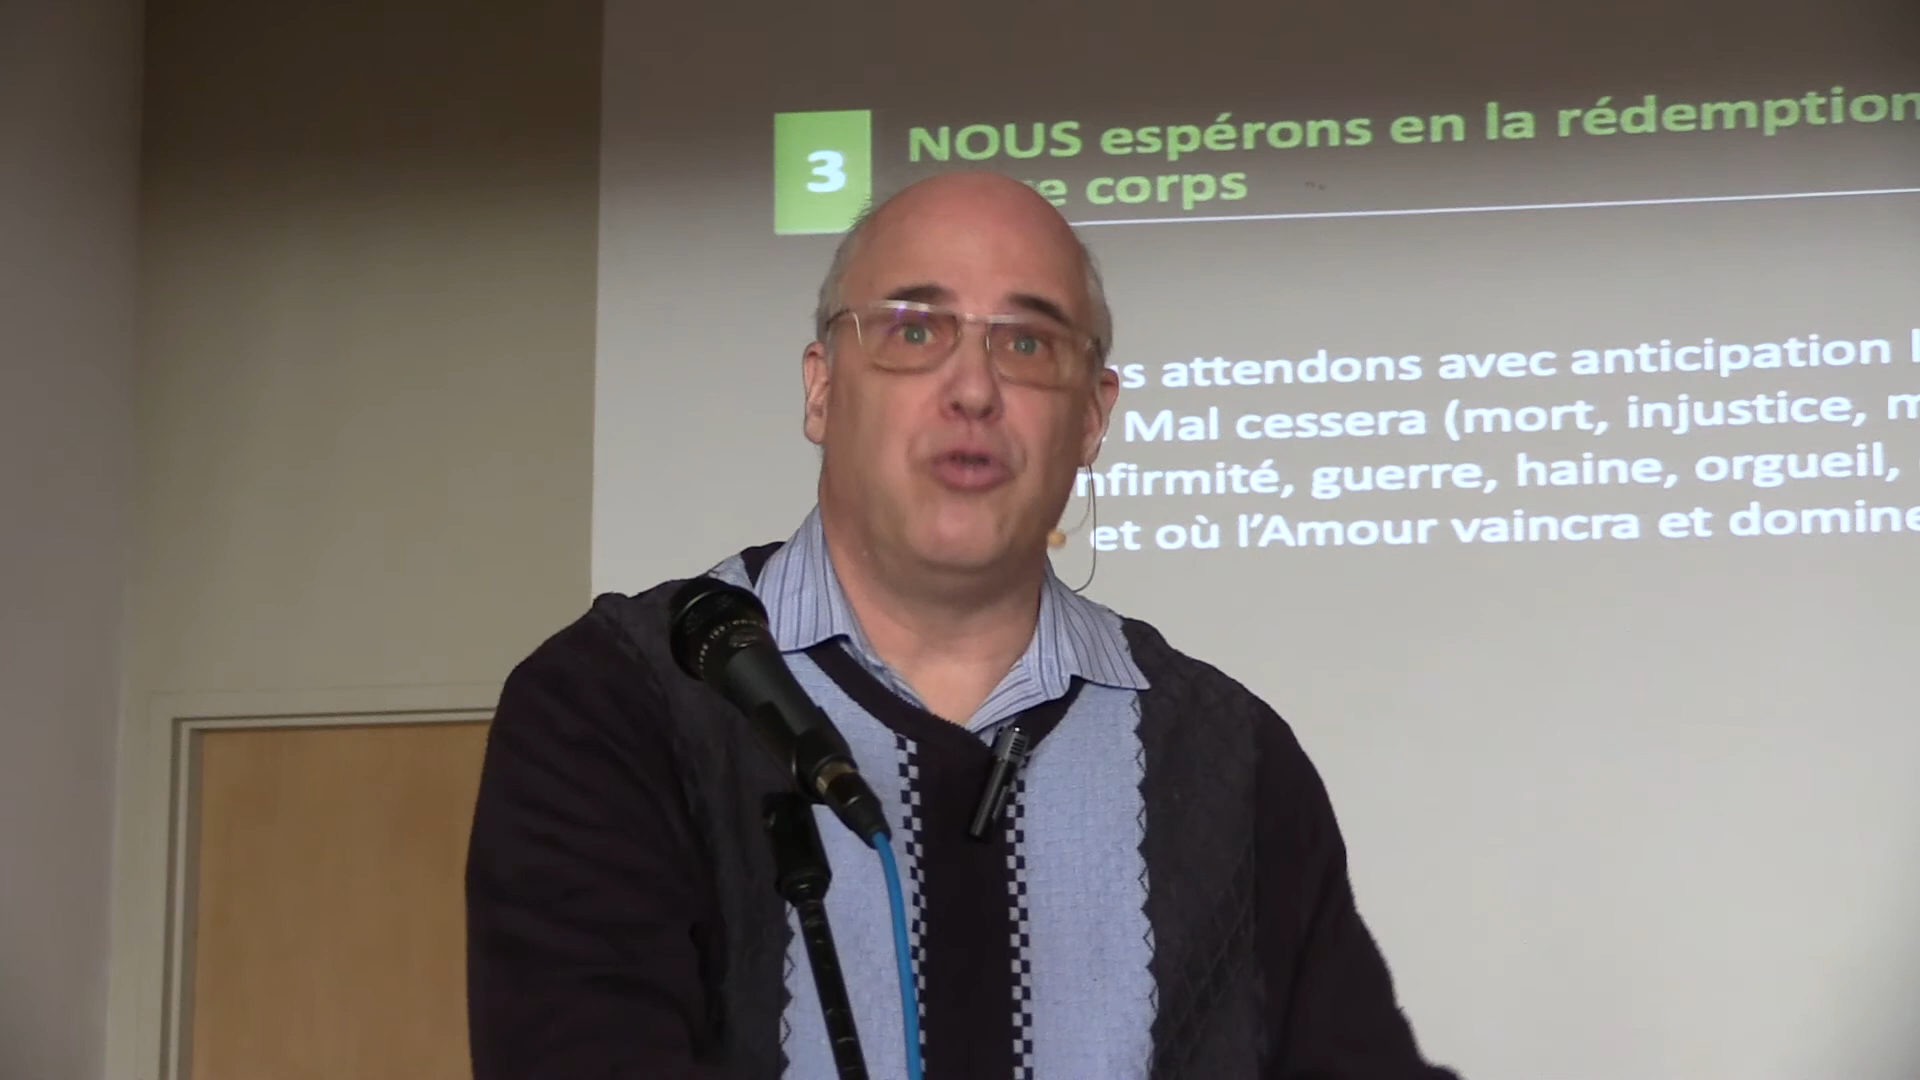 3
NOUS espérons en la rédemption
corps
attendons avec anticipation
Mal cessera (mort, injustice,
nfirmité, guerre, haine, orgueil,
et où l'Amour vaincra et domine